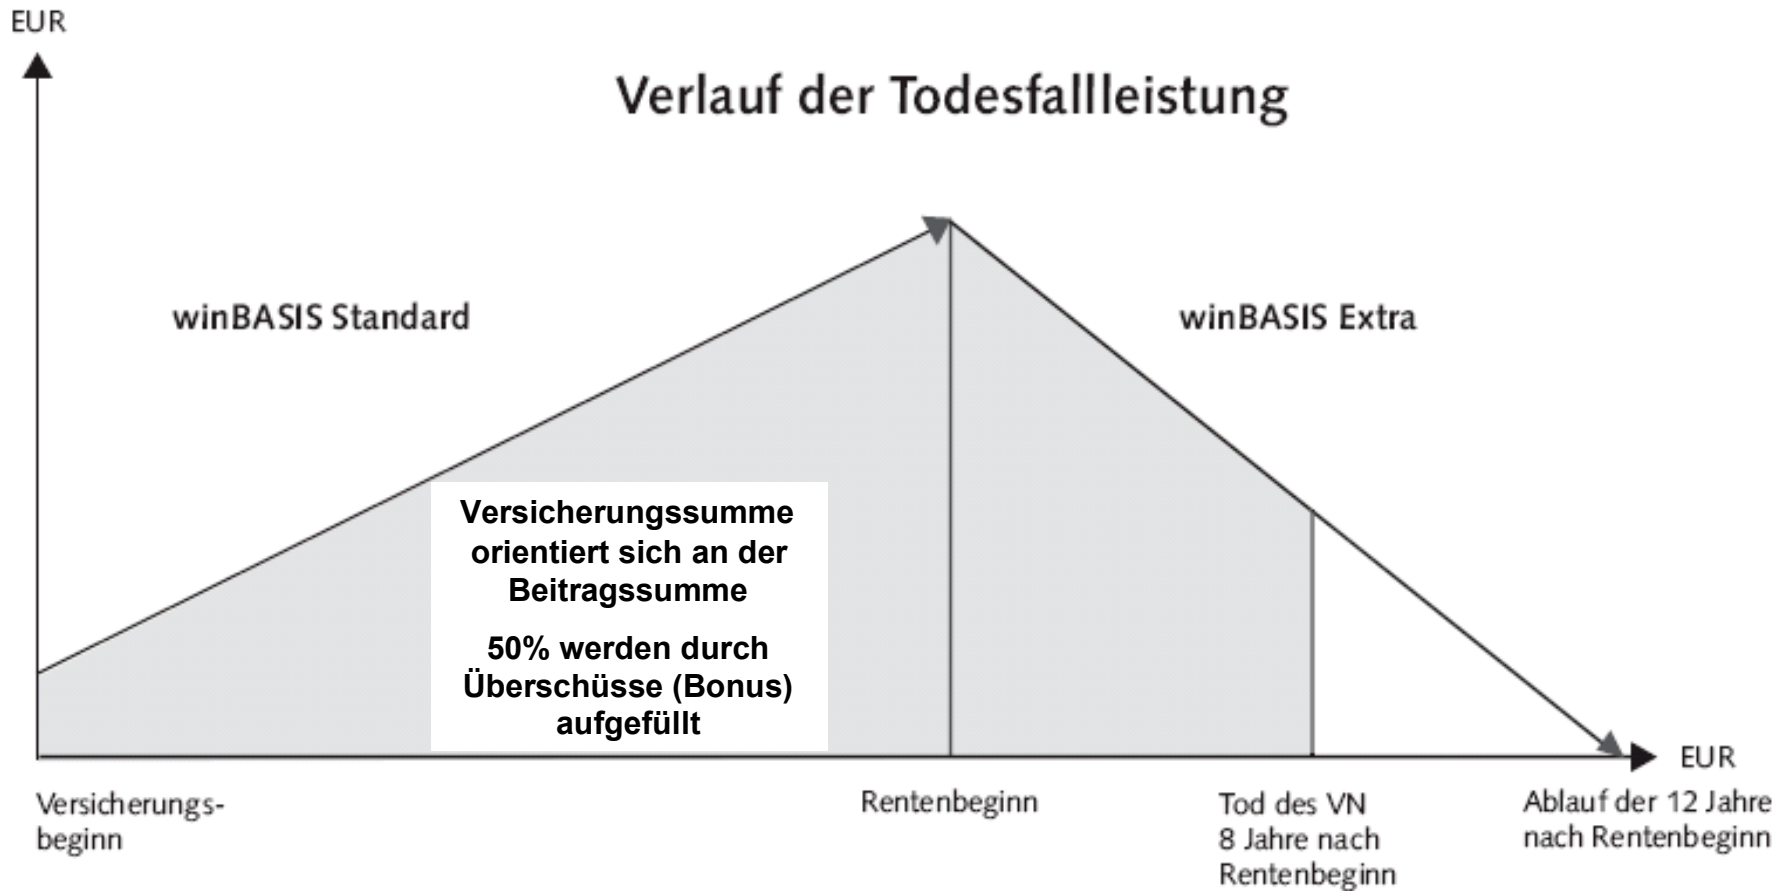 EUR
Verlauf der Todesfallleistung
winBASIS Standard
winBASIS Extra
Versicherungssumme
orientiert sich an der
Beitragssumme
50% werden durch
Überschüsse (Bonus)
aufgefüllt
EUR
Versicherungs-
beginn
Rentenbeginn
Tod des VN
8 Jahre nach
Rentenbeginn
Ablauf der 12 Jahre
nach Rentenbeginn